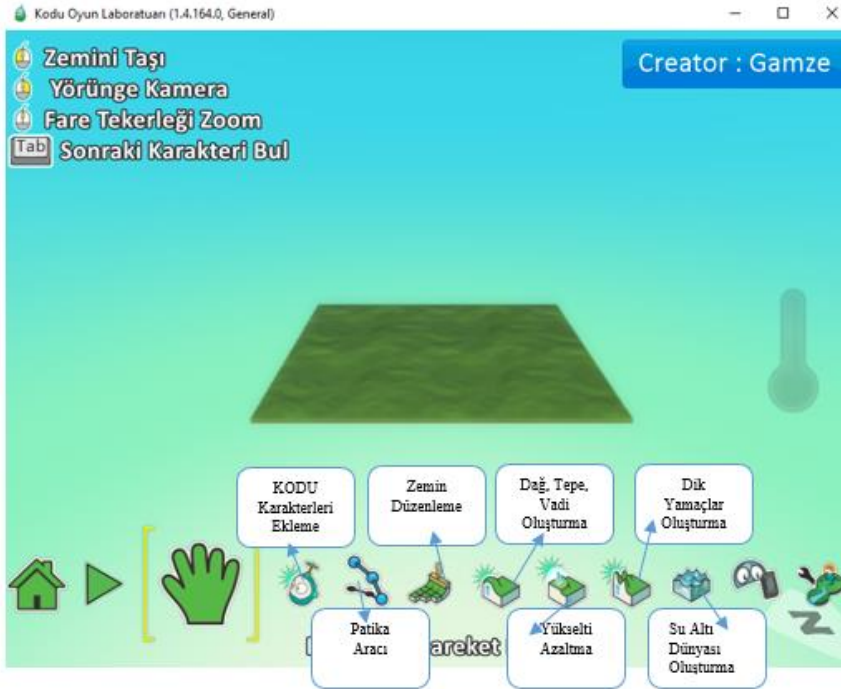 Kodu Oyun Laboratuarı (1.4.164.0, General)
Zemini Taşı
Yörünge Kamera
Fare Tekerleği Zoom
Tab Sonraki Karakteri Bul
Creator : Gamze
KODU
Karakterleri
Ekleme
Zemin
Düzenleme
Dağ, Tepe,
Vadi
Oluşturma
Dik
Yamaçlar
Oluşturma
Patika
Aracı
Yükselti
Azaltma
Su Altı
Dünyası
Oluşturma